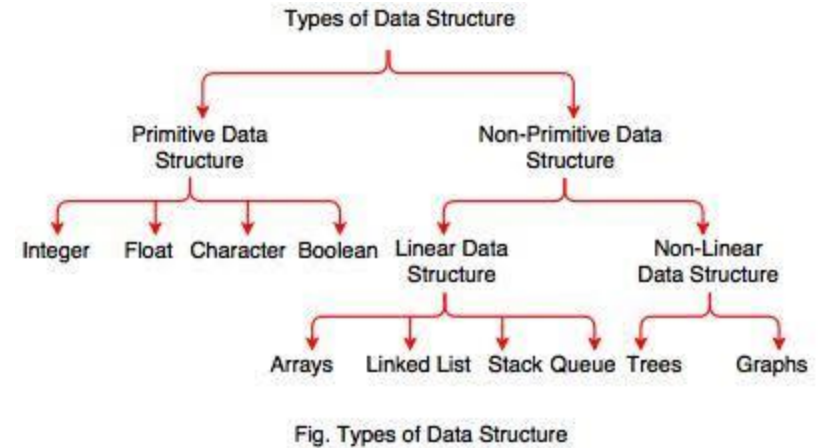 Types of Data Structure
Primitive Data
Structure
Non-Primitive Data
Structure
Integer Float Character Boolean
Linear Data
Structure
Non-Linear
Data Structure
Arrays Linked List Stack Queue Trees Graphs
Fig. Types of Data Structure